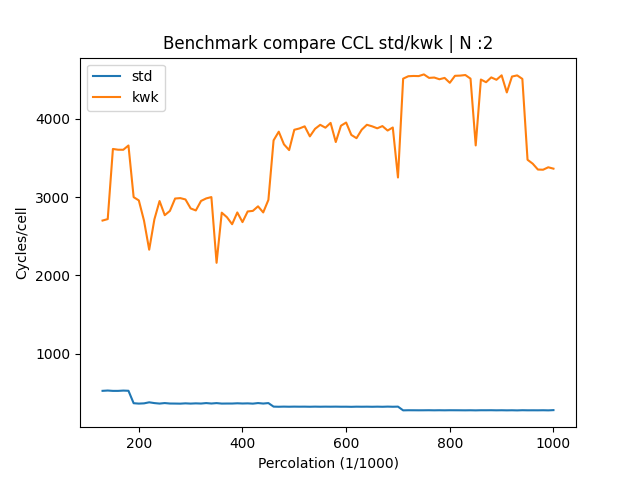 Benchmark compare CCL std/kwk | N :2
std
kwk
Cycles/cell
4000
3000
2000
1000
200
400
600
800
1000
Percolation (1/1000)